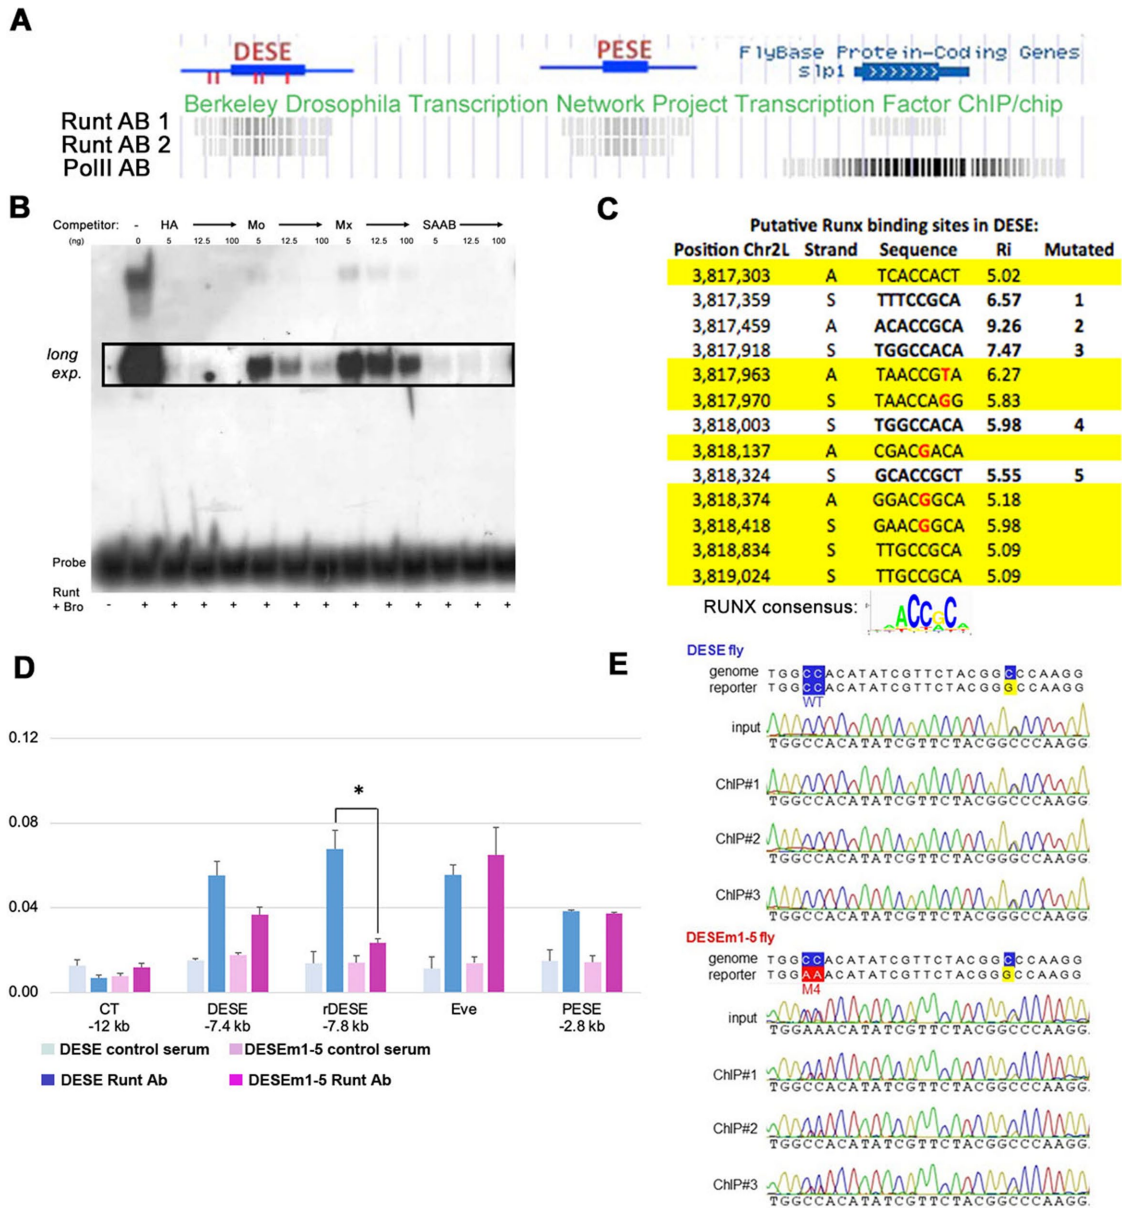 A
DESE
PESE
FlyBase Protein-Coding Genes
slp1
Berkeley Drosophila Transcription Network Project Transcription Factor ChIP/chip
Runt AB 1
Runt AB 2
PolII AB
B
Competitor: - HA Mo Mx SAAB
(ng) 0 5 12.5 100 5 12.5 100 5 12.5 100 5 12.5 100
long
exp.
Probe
Runt
+ Bro - + + + + + + + + + + + + +
C
Putative Runx binding sites in DESE:
Position Chr2L Strand Sequence Ri Mutated
3,817,303 A TCACCACT 5.02
3,817,359 S TTTCCGCA 6.57 1
3,817,459 A ACACCGCA 9.26 2
3,817,918 S TGGCCACA 7.47 3
3,817,963 A TAACCGTA 6.27
3,817,970 S TAACCAGG 5.83
3,818,003 S TGGCCACA 5.98 4
3,818,137 A CGACGACA
3,818,324 S GCACCGCT 5.55 5
3,818,374 A GGACGGCA 5.18
3,818,418 S GAACGGCA 5.98
3,818,834 S TTGCCGCA 5.09
3,819,024 S TTGCCGCA 5.09
RUNX consensus: ACCGC
D
0.12
0.08
0.04
0.00
*
CT DESE rDESE Eve PESE
-12 kb -7.4 kb -7.8 kb -2.8 kb
DESE control serum DESEm1-5 control serum
DESE Runt Ab DESEm1-5 Runt Ab
E
DESE fly
genome TGGCCACATATCGTTCTACGGCCCAAGG
reporter TGGCCACATATCGTTCTACGGGCCAAGG
WT
input
TGGCCACATATCGTTCTACGGCCCAAGG
ChIP#1
TGGCCACATATCGTTCTACGGCCCAAGG
ChIP#2
TGGCCACATATCGTTCTACGGGCCAAGG
ChIP#3
TGGCCACATATCGTTCTACGGCCCAAGG
DESEm1-5 fly
genome TGGCCACATATCGTTCTACGGCCCAAGG
reporter TGGAAACATATCGTTCTACGGGCCAAGG
M4
input
TGGAAACATATCGTTCTACGGCCCAAGG
ChIP#1
TGGCCACATATCGTTCTACGGCCCAAGG
ChIP#2
TGGCCACATATCGTTCTACGGCCCAAGG
ChIP#3
TGGCCACATATCGTTCTACGGCCCAAGG